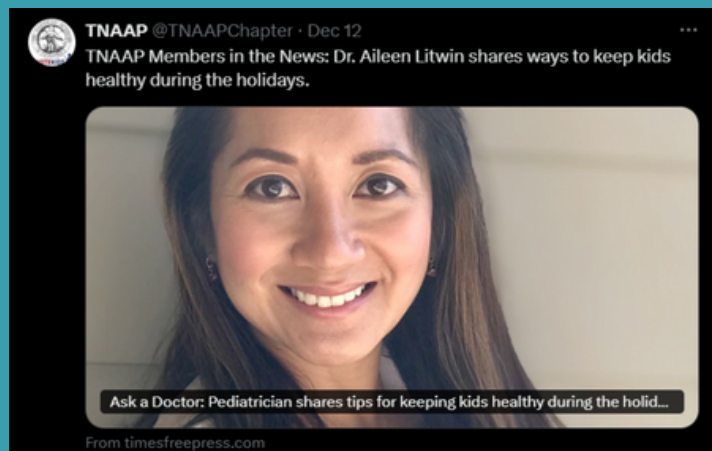 TNAAP @TNAAPChapter · Dec 12
TNAAP Members in the News: Dr. Aileen Litwin shares ways to keep kids
healthy during the holidays.
Ask a Doctor: Pediatrician shares tips for keeping kids healthy during the holid...
From timesfreepress.com